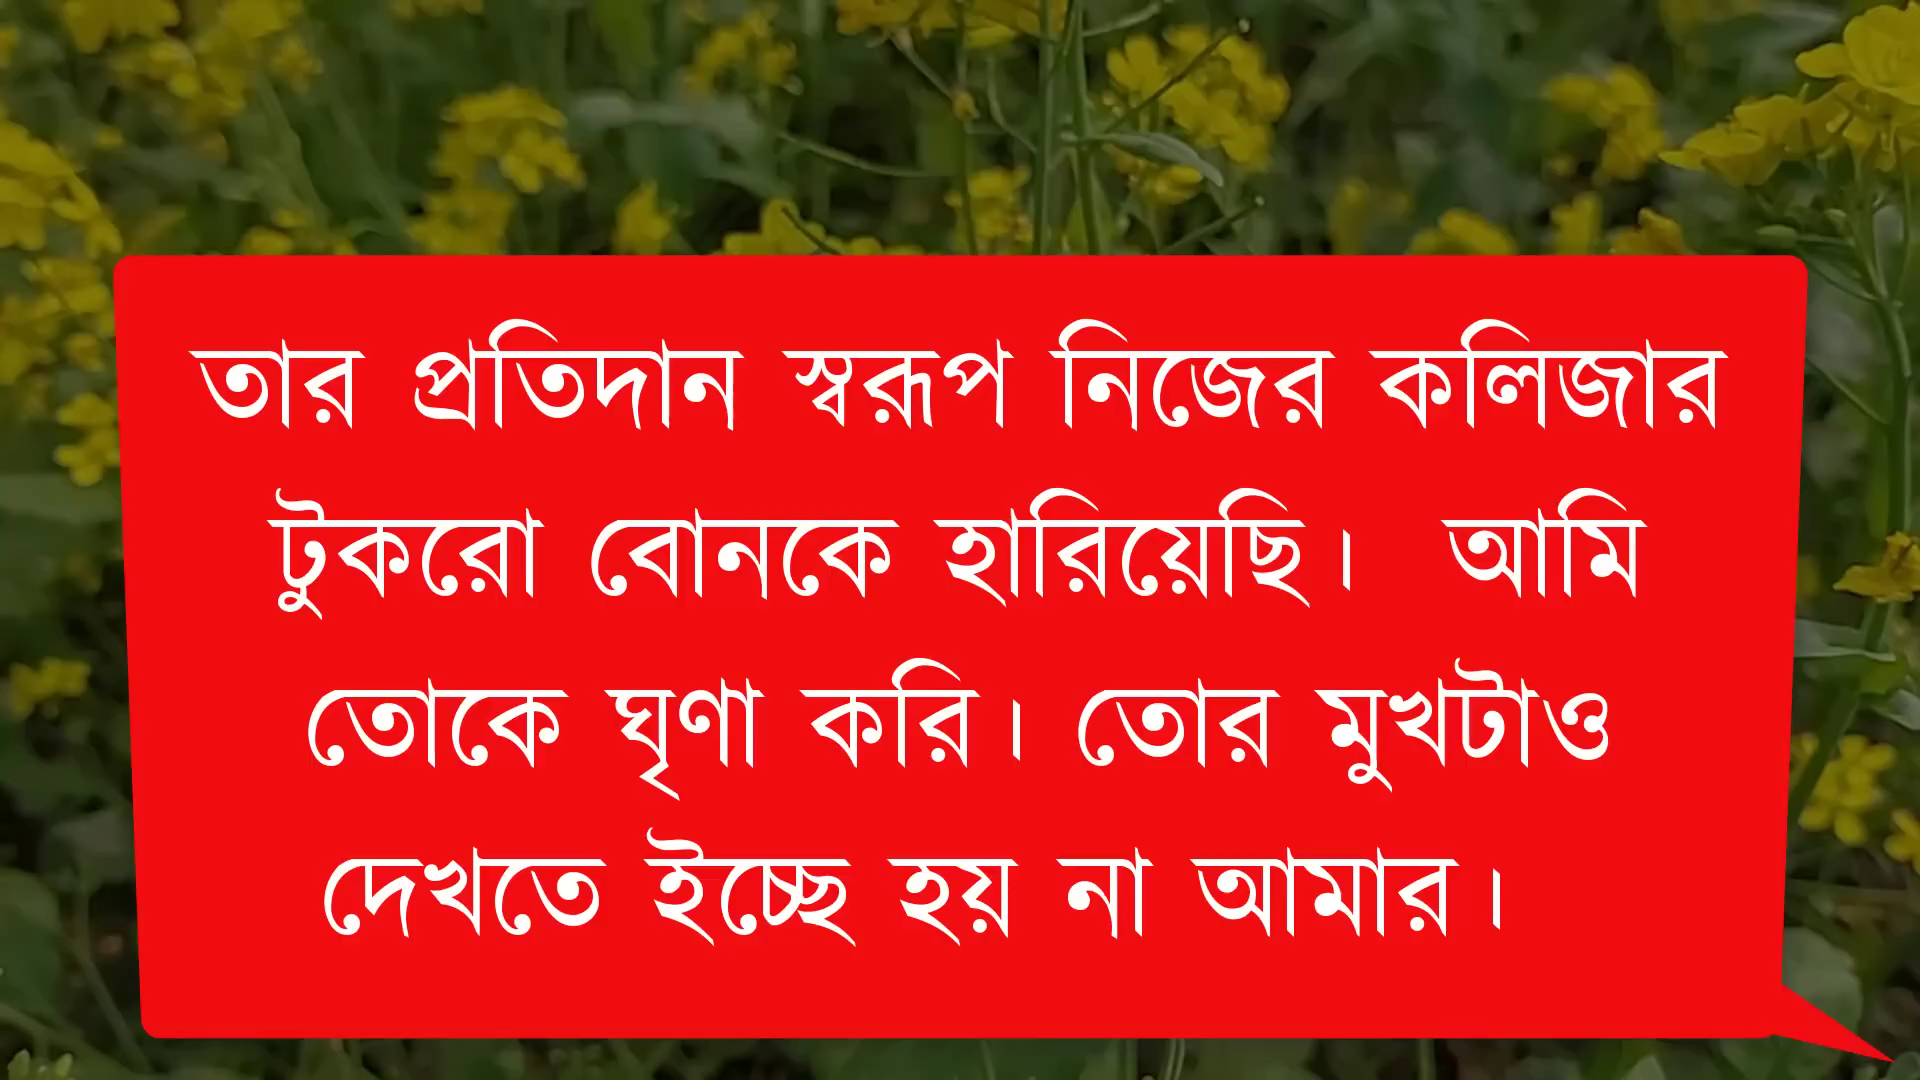 তার প্রতিদান স্বরূপ নিজের কলিজার
টুকরো বোনকে হারিয়েছি। আমি
তোকে ঘৃণা করি। তোর মুখটাও
দেখতে ইচ্ছে হয় না আমার।